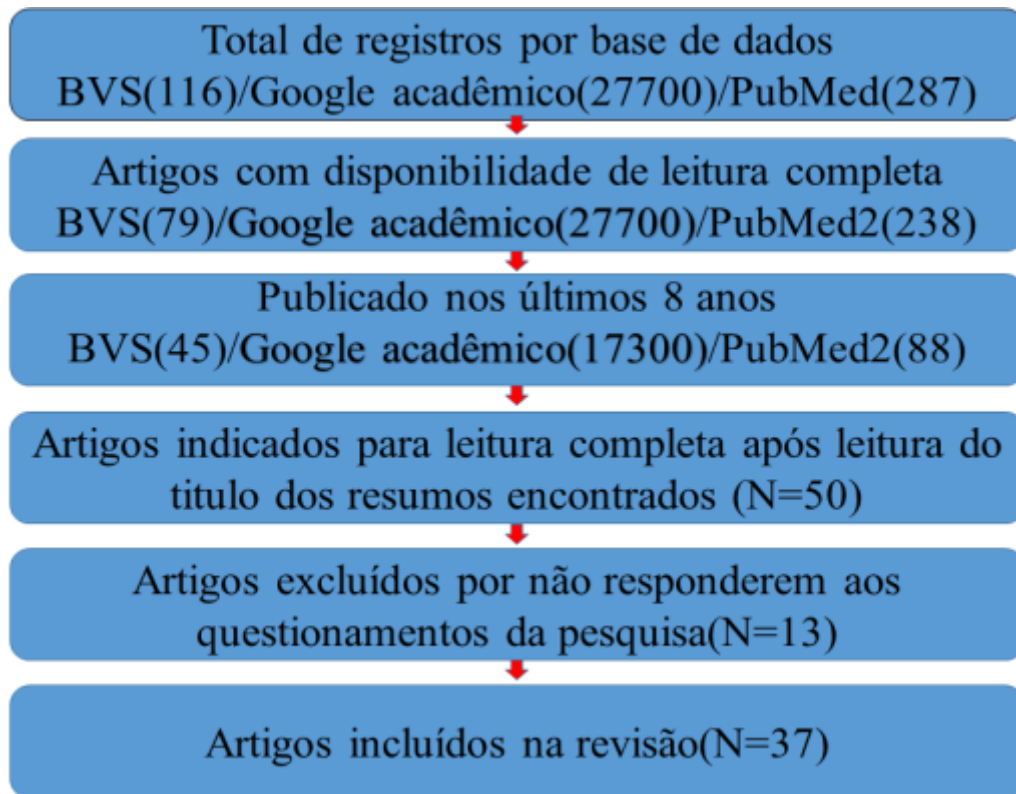 Total de registros por base de dados
BVS(116)/Google acadêmico(27700)/PubMed(287)
Artigos com disponibilidade de leitura completa
BVS(79)/Google acadêmico(27700)/PubMed2(238)
Publicado nos últimos 8 anos
BVS(45)/Google acadêmico(17300)/PubMed2(88)
Artigos indicados para leitura completa após leitura do
titulo dos resumos encontrados (N=50)
Artigos excluídos por não responderem aos
questionamentos da pesquisa(N=13)
Artigos incluídos na revisão(N=37)